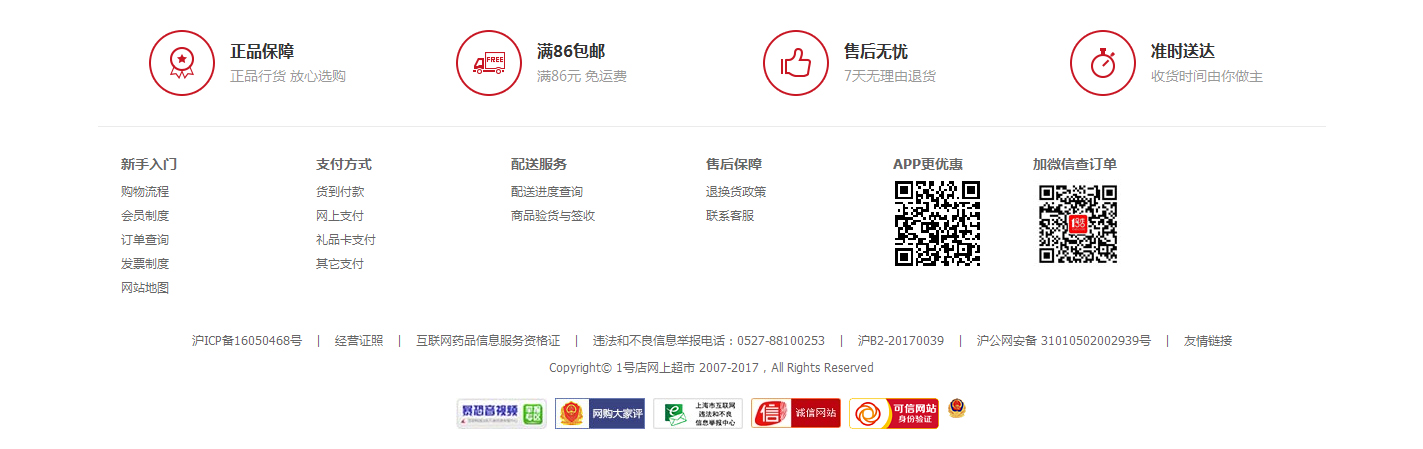 正品保障
正品行货 放心选购
FREE
满86包邮
满86元 免运费
售后无忧
7天无理由退货
准时送达
收货时间由你做主
新手入门
购物流程
会员制度
订单查询
发票制度
网站地图
支付方式
货到付款
网上支付
礼品卡支付
其它支付
配送服务
配送进度查询
商品验货与签收
售后保障
退换货政策
联系客服
APP更优惠
加微信查订单
1号店
沪ICP备16050468号 | 经营证照 | 互联网药品信息服务资格证 | 违法和不良信息举报电话：0527-88100253 | 沪B2-20170039 | 沪公网安备 31010502002939号 | 友情链接
Copyright© 1号店网上超市 2007-2017，All Rights Reserved
暴恐音视频
举报专区
网购大家评
上海市互联网
违法和不良
信息举报中心
信 诚信网站
可信网站
身份验证